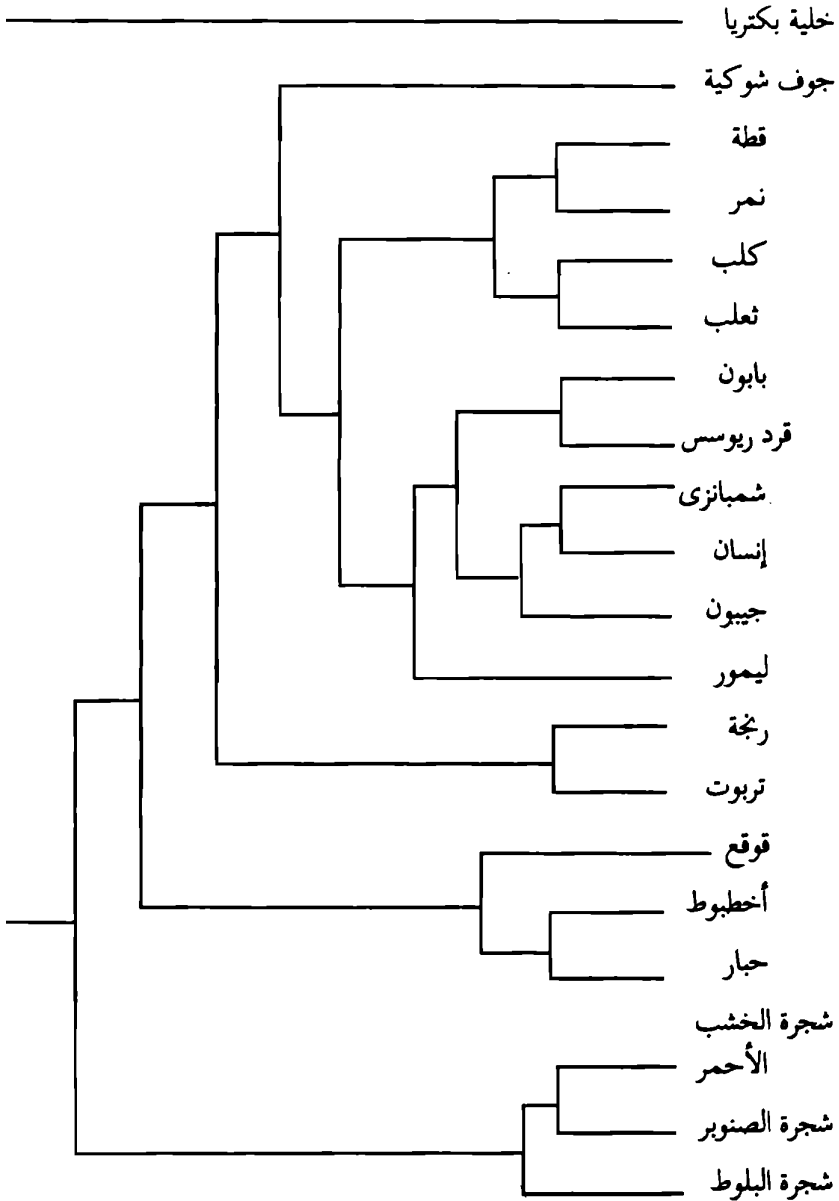 خلية بكتريا
جوف شوكية
قطة
نمر
كلب
ثعلب
بابون
قرد ريوسس
شمبانزى
إنسان
جيبون
ليمور
رنجة
تربوت
قوقع
أخطبوط
حبار
شجرة الخشب
الأحمر
شجرة الصنوبر
شجرة البلوط